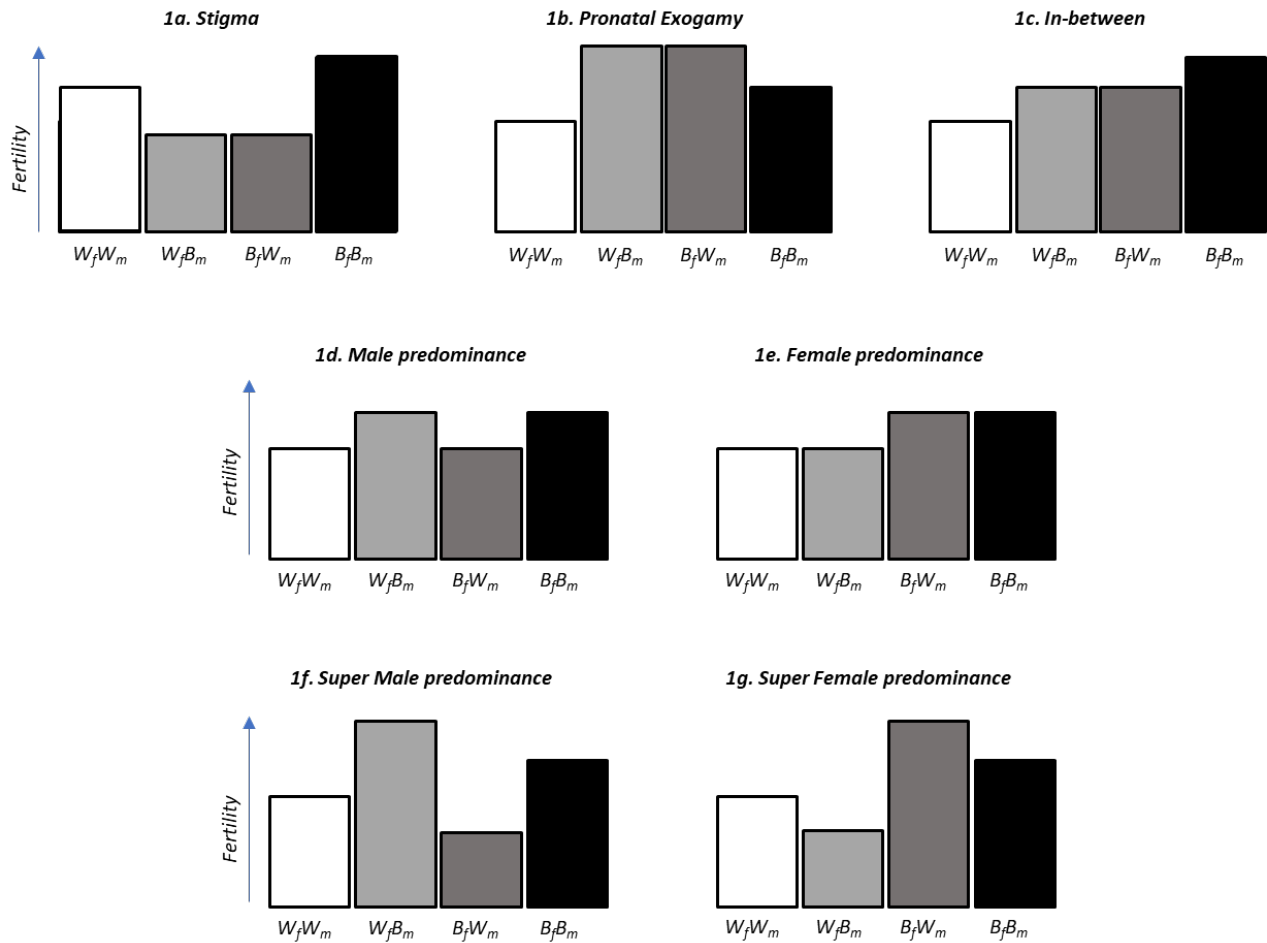 1a. Stigma
1b. Pronatal Exogamy
1c. In-between
Fertility
WfWm WfBm BfWm BfBm
WfWm WfBm BfWm BfBm
WfWm WfBm BfWm BfBm
1d. Male predominance
1e. Female predominance
Fertility
WfWm WfBm BfWm BfBm
WfWm WfBm BfWm BfBm
1f. Super Male predominance
1g. Super Female predominance
Fertility
WfWm WfBm BfWm BfBm
WfWm WfBm BfWm BfBm